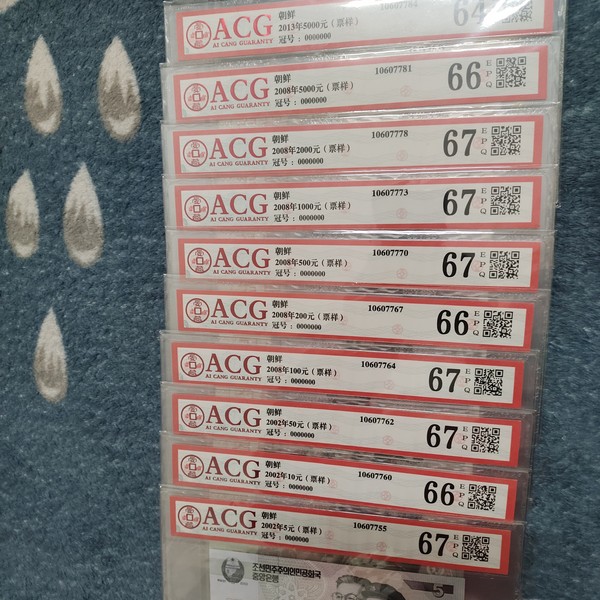 ACG
AI CANG GUARANTY
朝鲜
2013年5000元(票样)
冠号：0000000
10607784
64
ACG
AI CANG GUARANTY
朝鲜
2008年5000元(票样)
冠号：0000000
10607781
66
EPQ
ACG
AI CANG GUARANTY
朝鲜
2008年2000元(票样)
冠号：0000000
10607778
67
EPQ
ACG
AI CANG GUARANTY
朝鲜
2008年1000元(票样)
冠号：0000000
10607773
67
EPQ
ACG
AI CANG GUARANTY
朝鲜
2008年500元(票样)
冠号：0000000
10607770
67
EPQ
ACG
AI CANG GUARANTY
朝鲜
2008年200元(票样)
冠号：0000000
10607767
66
EPQ
ACG
AI CANG GUARANTY
朝鲜
2008年100元(票样)
冠号：0000000
10607764
67
EPQ
ACG
AI CANG GUARANTY
朝鲜
2002年50元(票样)
冠号：0000000
10607762
67
EPQ
ACG
AI CANG GUARANTY
朝鲜
2002年10元(票样)
冠号：0000000
10607760
66
EPQ
ACG
AI CANG GUARANTY
朝鲜
2002年5元(票样)
冠号：0000000
10607755
67
EPQ
조선민주주의인민공화국
중앙은행
5